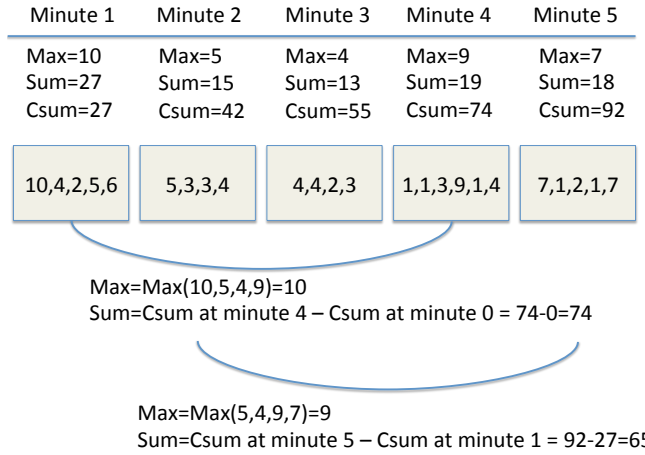 Minute 1 Minute 2 Minute 3 Minute 4 Minute 5
Max=10 Max=5 Max=4 Max=9 Max=7
Sum=27 Sum=15 Sum=13 Sum=19 Sum=18
Csum=27 Csum=42 Csum=55 Csum=74 Csum=92
10,4,2,5,6 5,3,3,4 4,4,2,3 1,1,3,9,1,4 7,1,2,1,7
Max=Max(10,5,4,9)=10
Sum=Csum at minute 4 – Csum at minute 0 = 74-0=74
Max=Max(5,4,9,7)=9
Sum=Csum at minute 5 – Csum at minute 1 = 92-27=65